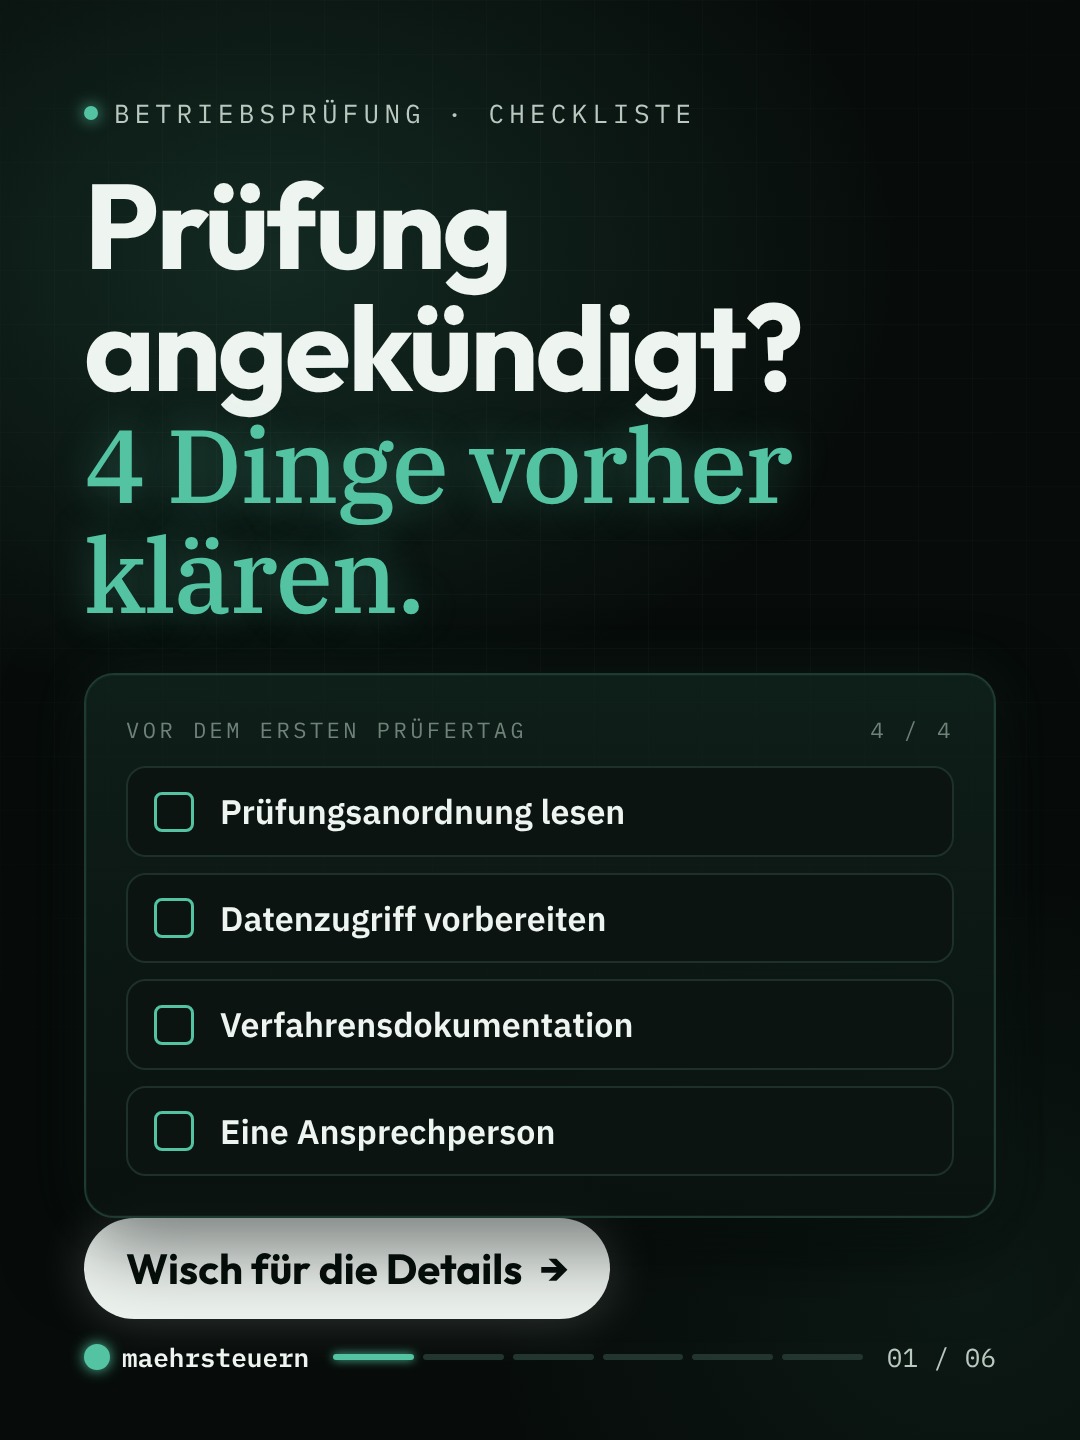 BETRIEBSPRÜFUNG · CHECKLISTE
Prüfung
angekündigt?
4 Dinge vorher
klären.
VOR DEM ERSTEN PRÜFERTAG 4 / 4
Prüfungsanordnung lesen
Datenzugriff vorbereiten
Verfahrensdokumentation
Eine Ansprechperson
Wisch für die Details →
maehrsteuern 01 / 06